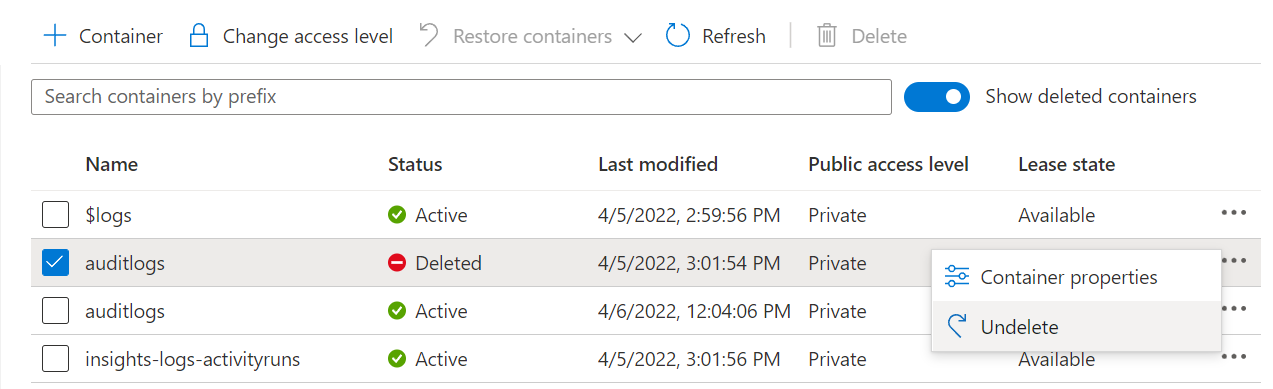 Container Change access level Restore containers Refresh Delete
Search containers by prefix Show deleted containers
Name Status Last modified Public access level Lease state
$logs Active 4/5/2022, 2:59:56 PM Private Available
auditlogs Deleted 4/5/2022, 3:01:54 PM Private
Container properties
auditlogs Active 4/6/2022, 12:04:06 PM Private
Undelete
insights-logs-activityruns Active 4/5/2022, 3:01:56 PM Private Available